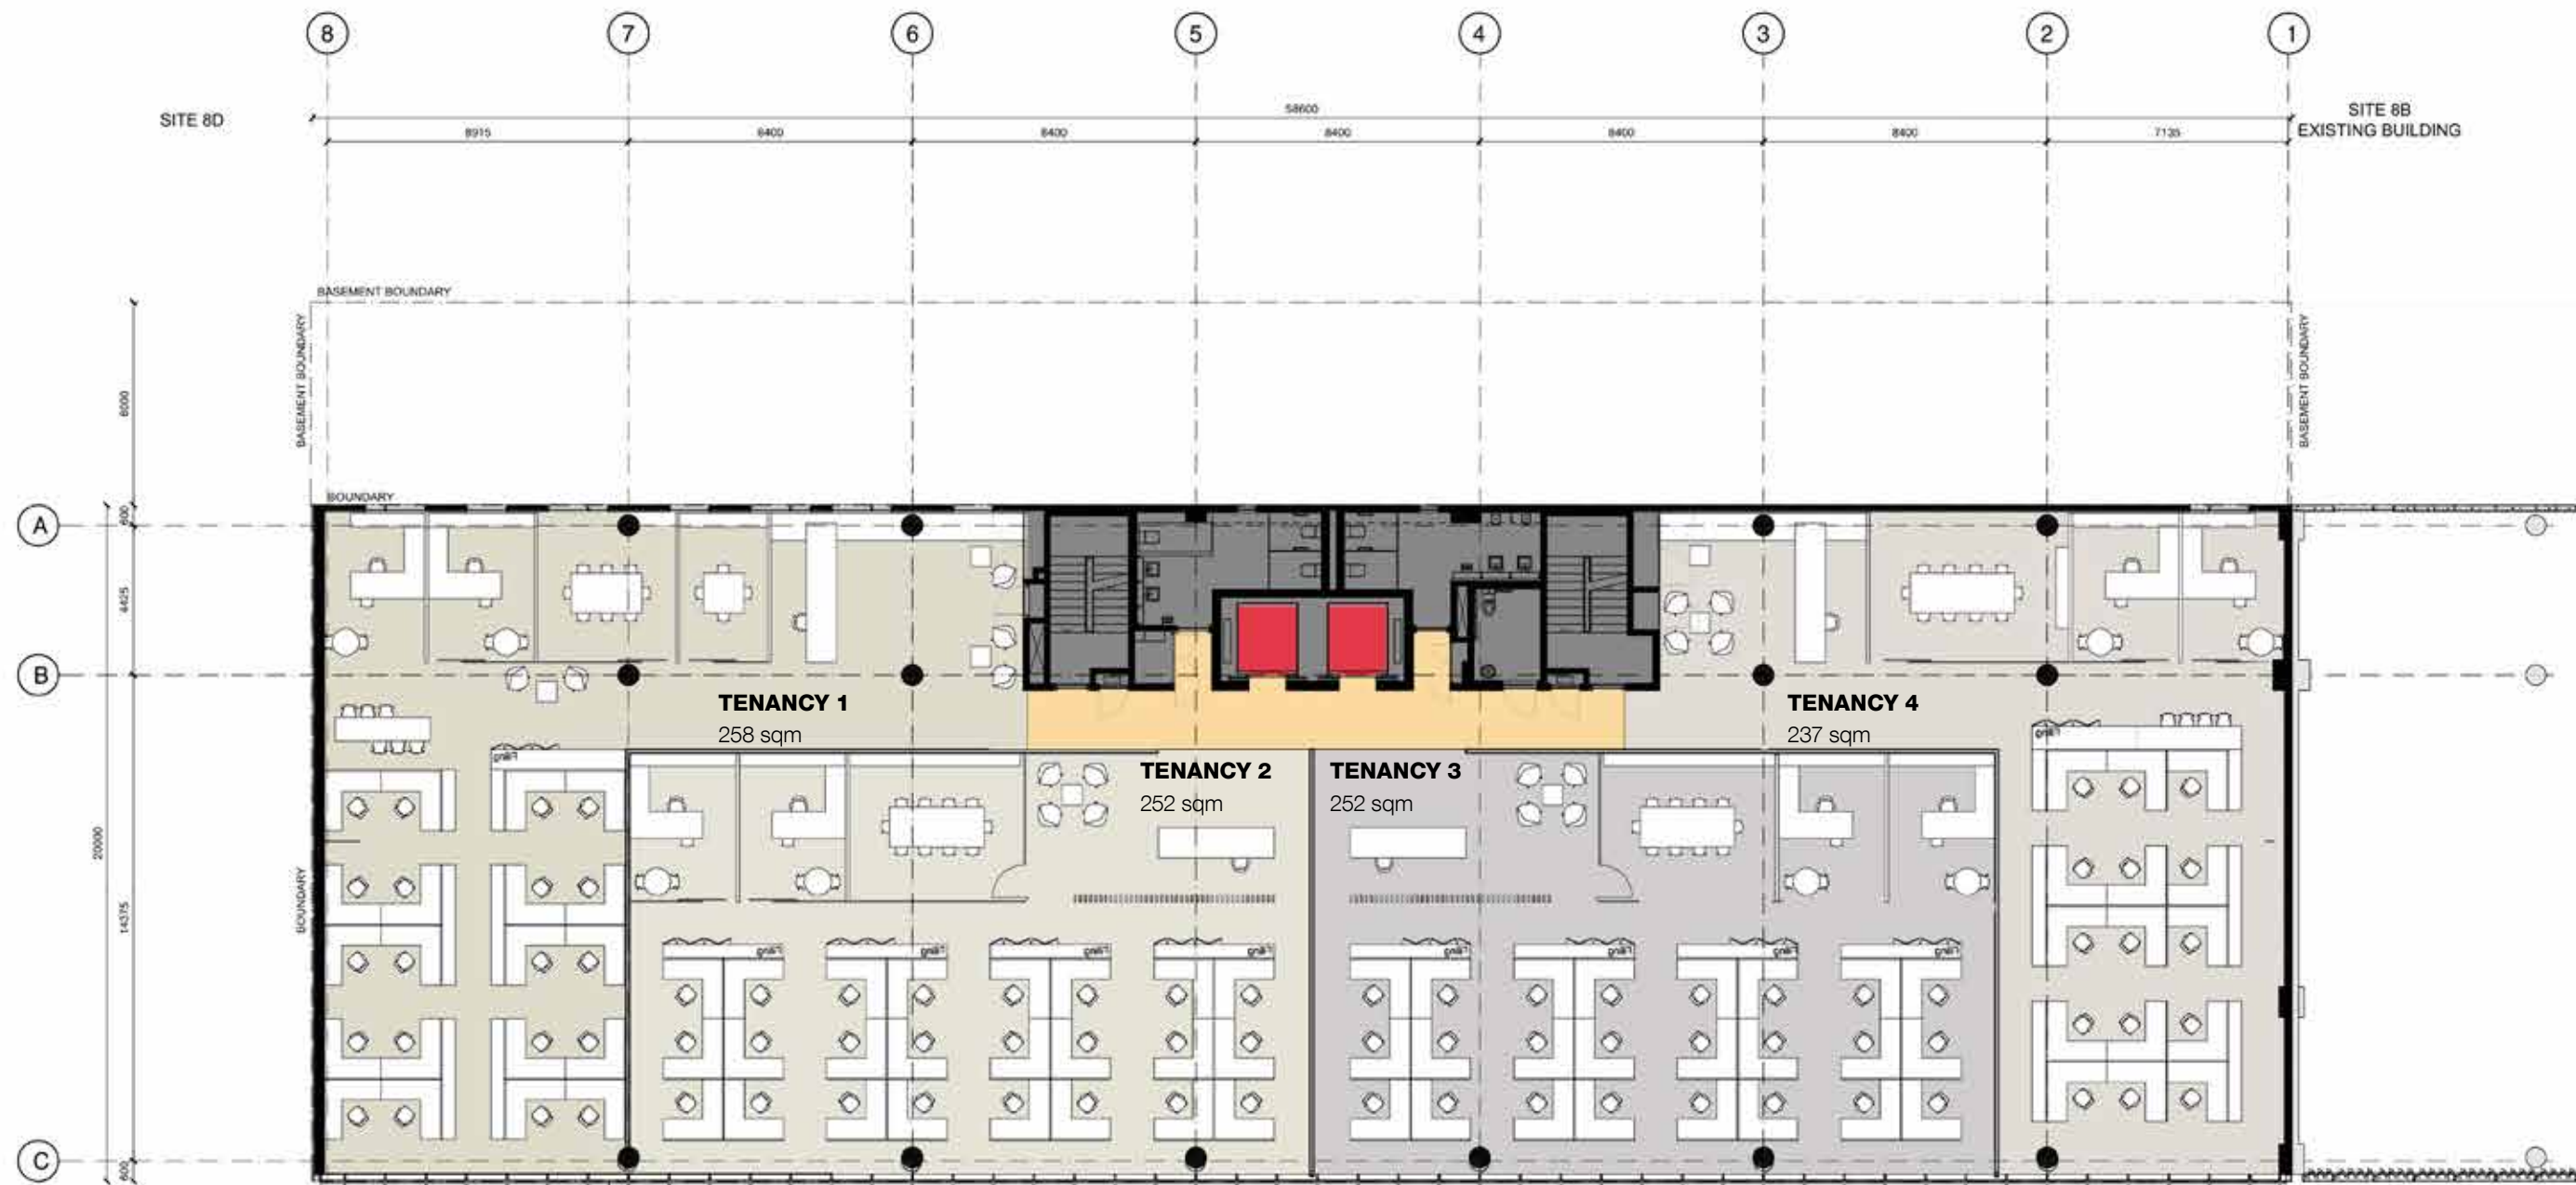 8
7
6
5
4
3
2
1
58600
SITE 8D
SITE 8B
EXISTING BUILDING
8915
8400
8400
8400
8400
8400
7135
BASEMENT BOUNDARY
BASEMENT BOUNDARY
BASEMENT BOUNDARY
6000
BOUNDARY
600
A
4425
B
TENANCY 1
258 sqm
TENANCY 4
237 sqm
TENANCY 2
252 sqm
TENANCY 3
252 sqm
20000
14375
BOUNDARY
C
600